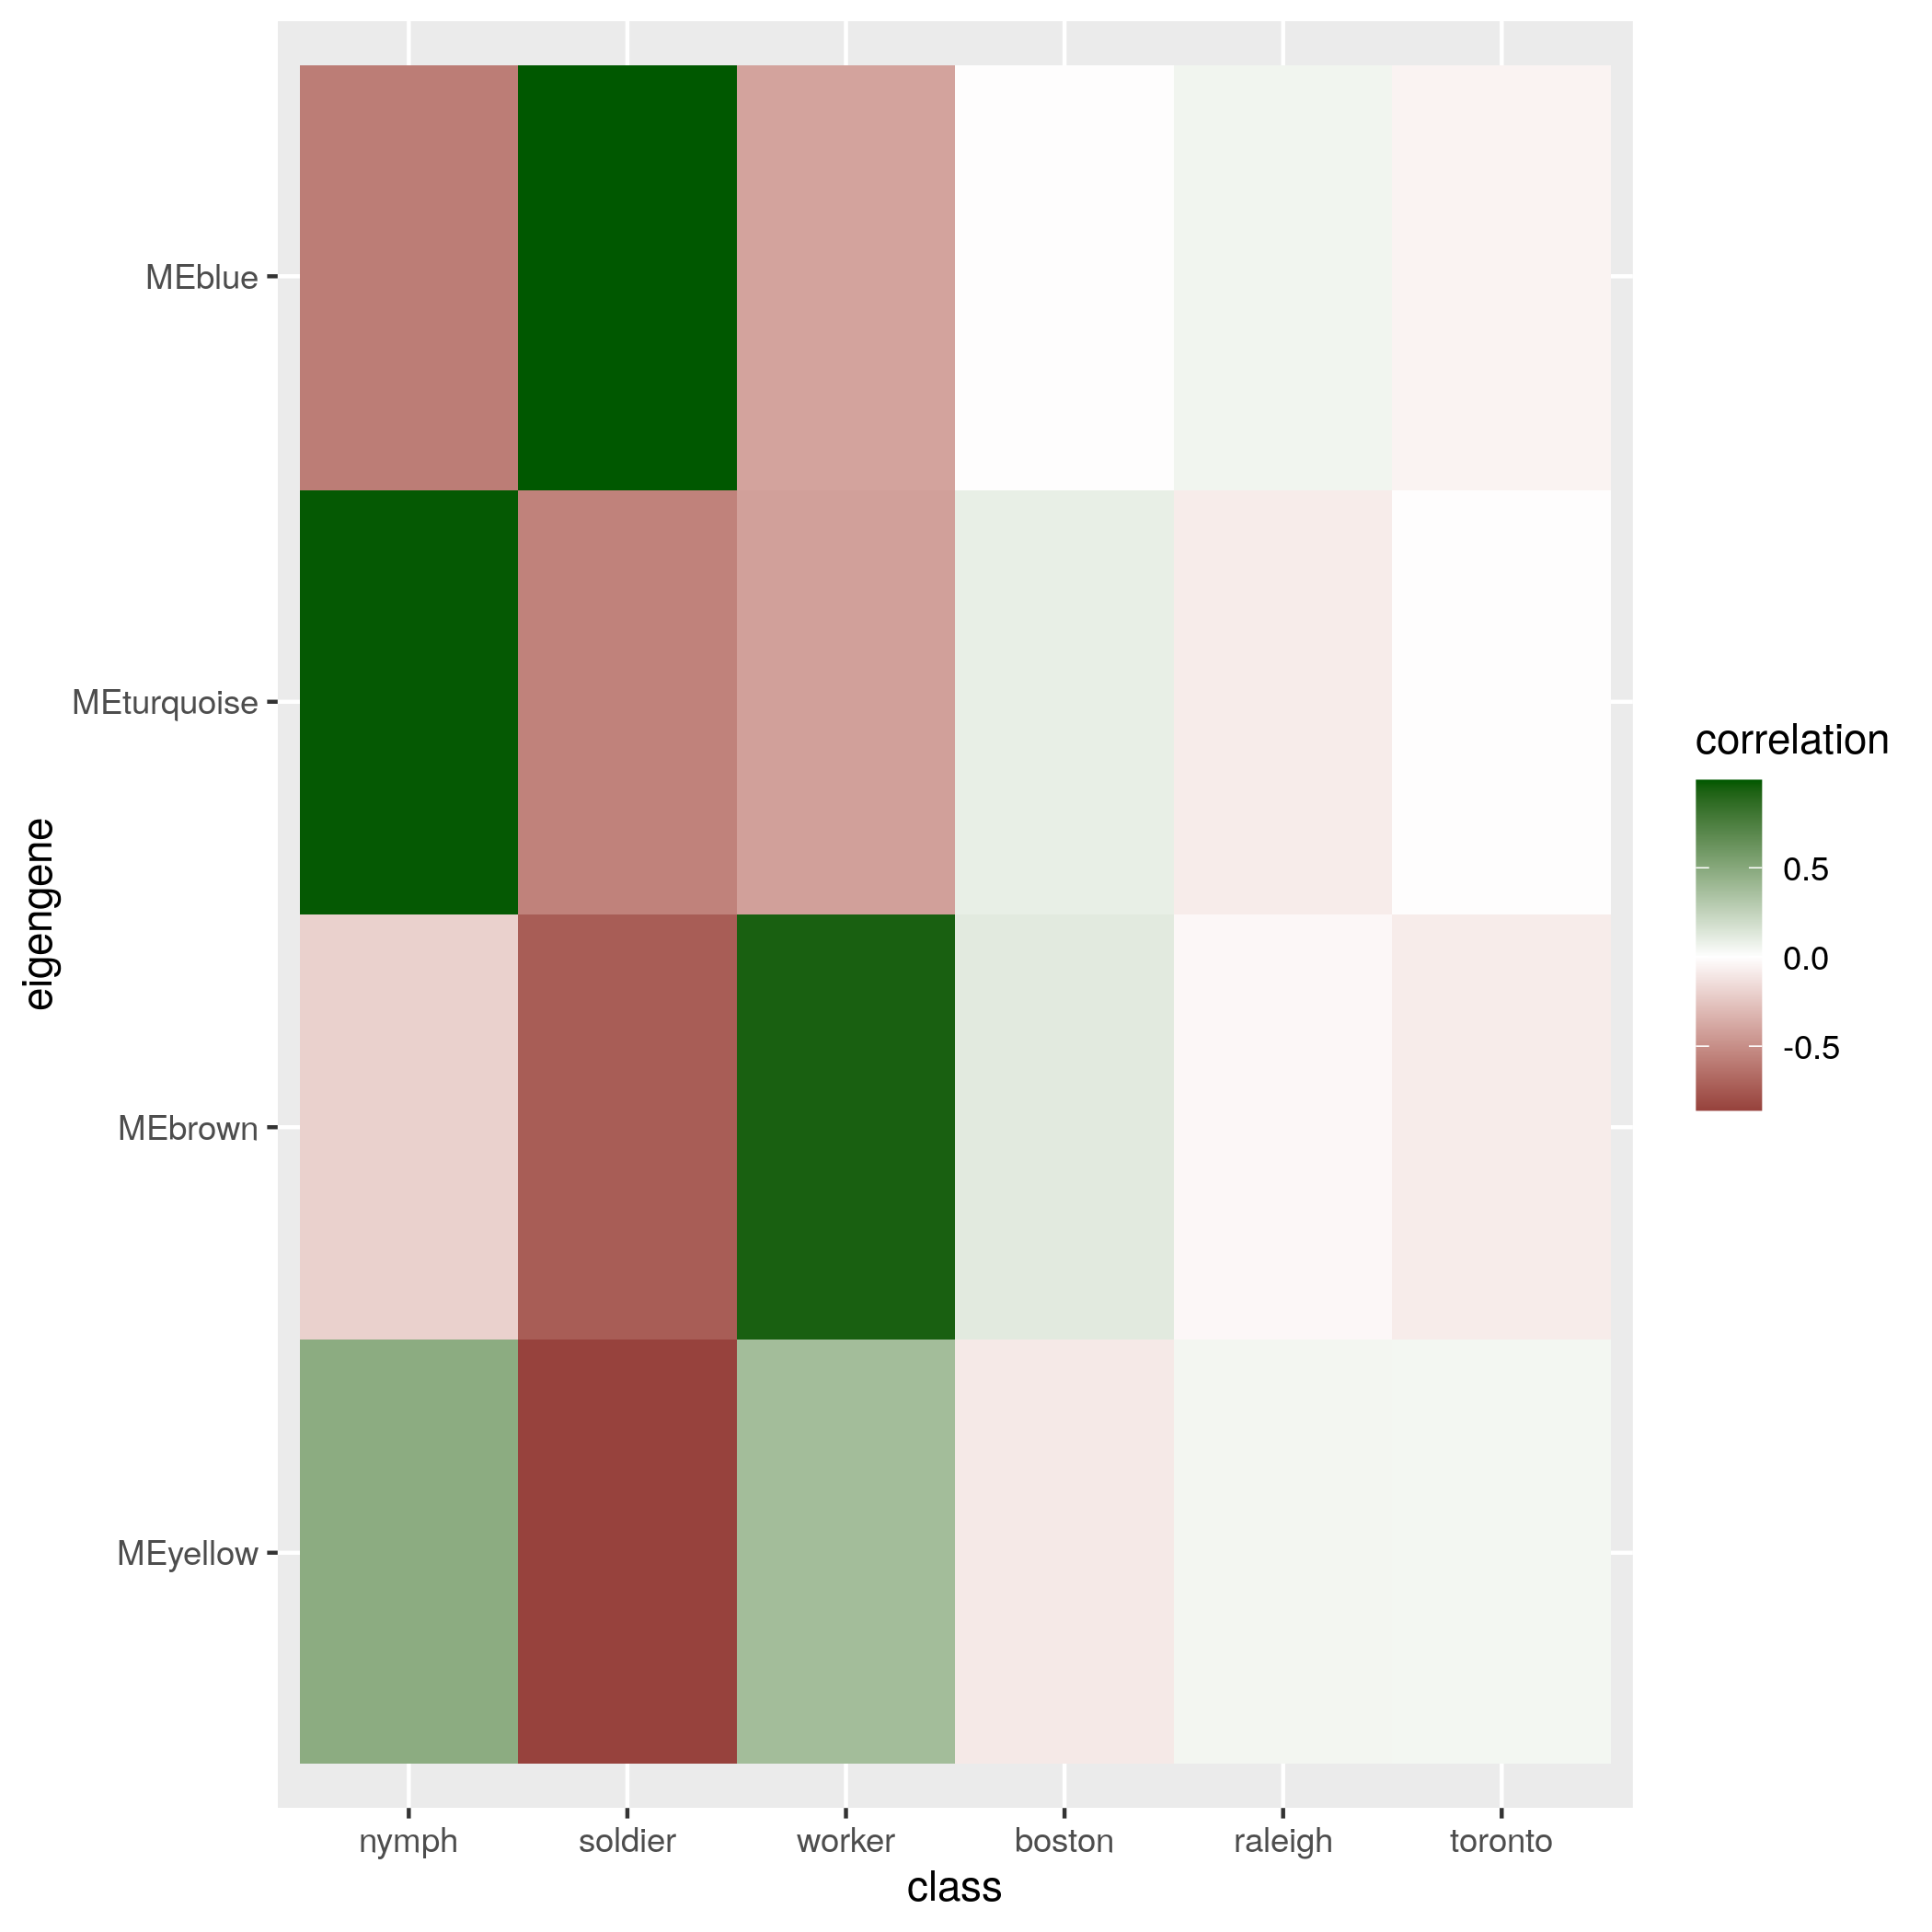 MEblue
MEturquoise
MEbrown
MEyellow
eigengene
nymph soldier worker boston raleigh toronto
class
correlation
0.5
0.0
-0.5